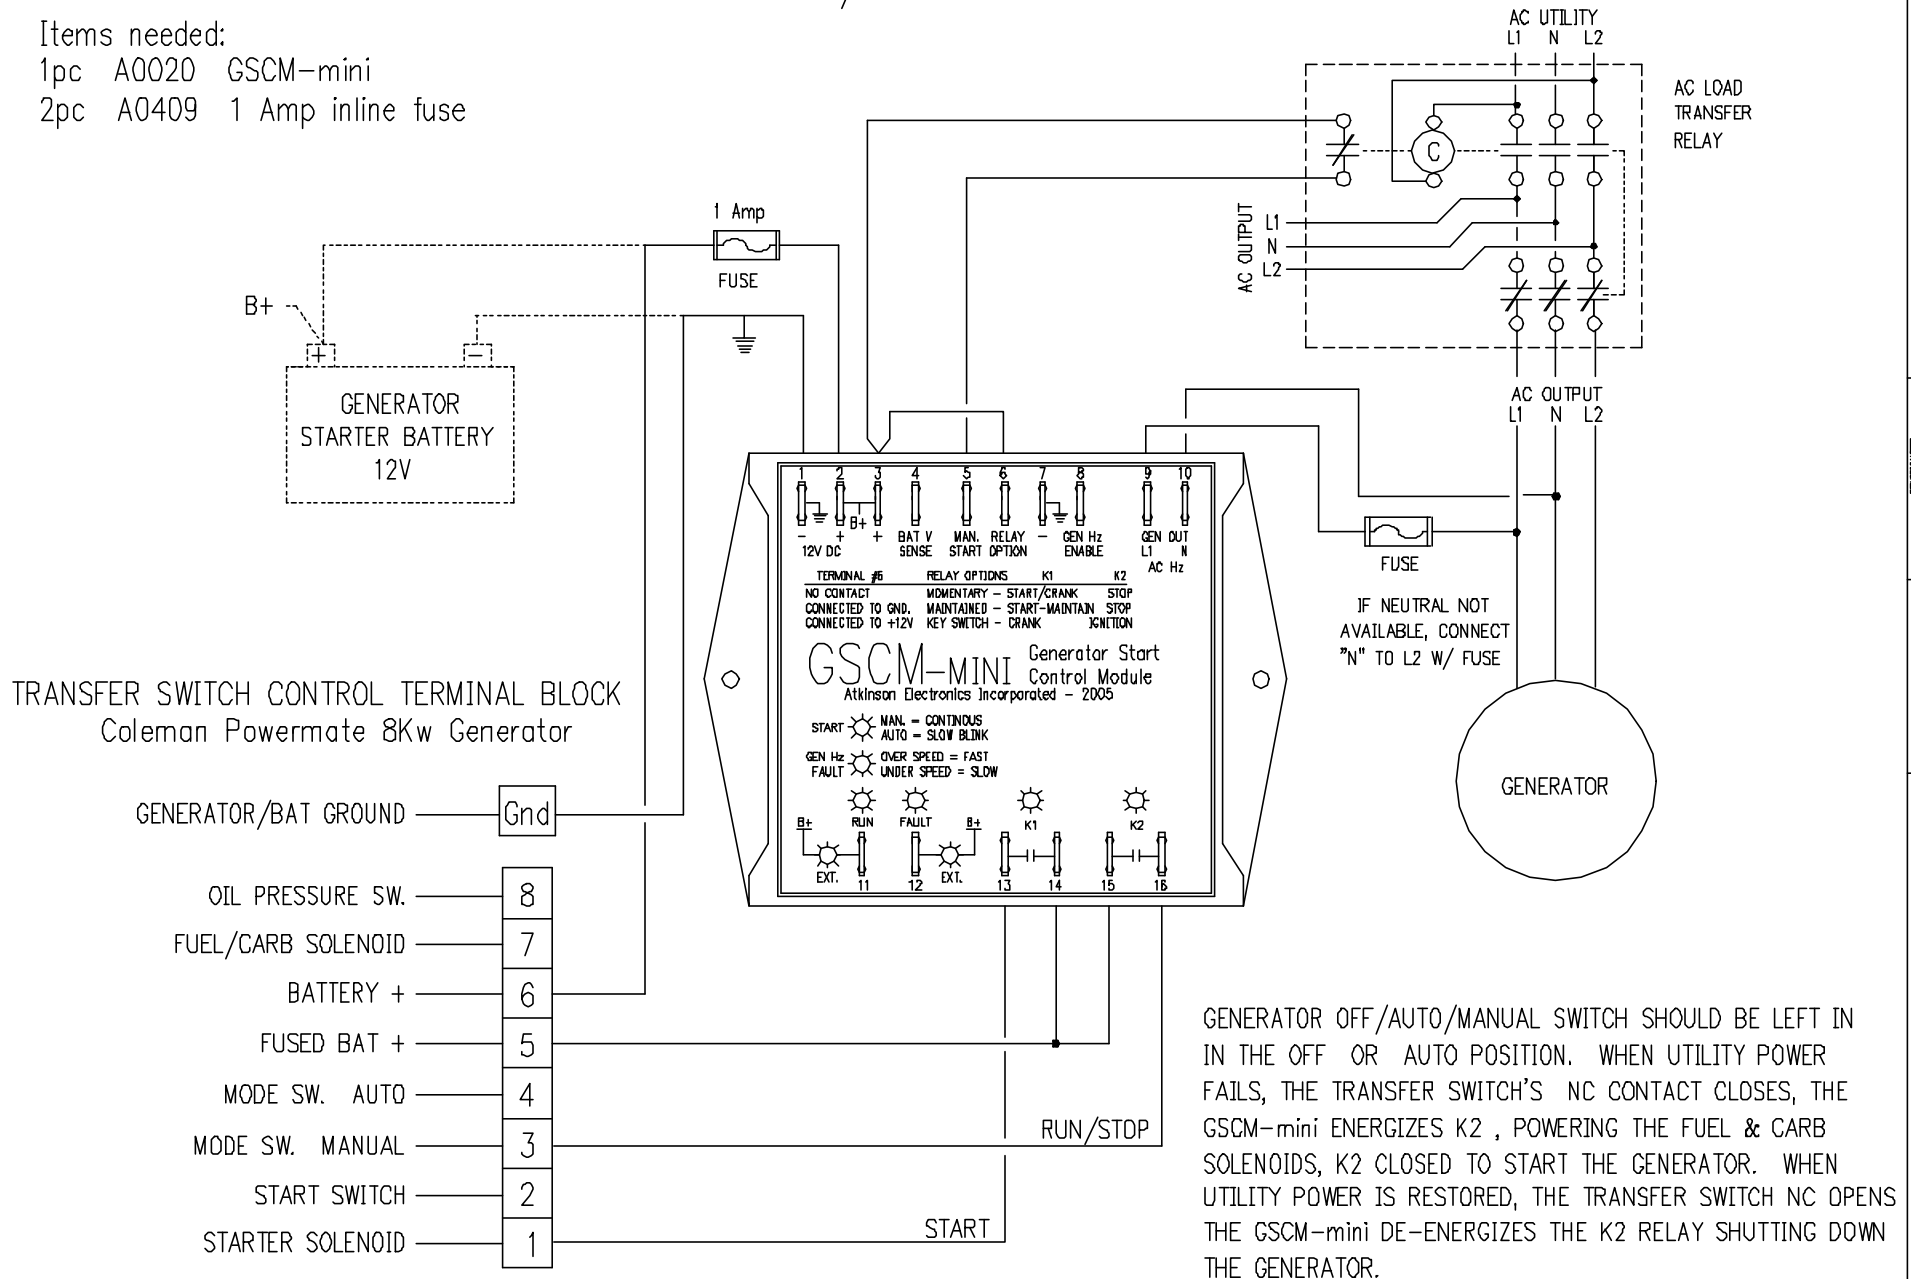 Items needed:
1pc A0020 GSCM-mini
2pc A0409 1 Amp inline fuse
AC UTILITY
L1 N L2
AC LOAD
TRANSFER
RELAY
C
AC OUTPUT
L1
N
L2
1 Amp
FUSE
B+
+ -
GENERATOR
STARTER BATTERY
12V
AC OUTPUT
L1 N L2
1 2 3 4 5 6 7 8 9 10
B+
- + + BAT V MAN. RELAY - GEN Hz GEN OUT
12V DC SENSE START OPTION ENABLE L1 N
AC Hz
TERMINAL #6 RELAY OPTIONS K1 K2
NO CONTACT MOMENTARY - START/CRANK STOP
CONNECTED TO GND. MAINTAINED - START-MAINTAIN STOP
CONNECTED TO +12V KEY SWITCH - CRANK IGNITION
GSCM-MINI Generator Start
Control Module
Atkinson Electronics Incorporated - 2005
START MAN. = CONTINOUS
AUTO = SLOW BLINK
GEN Hz OVER SPEED = FAST
FAULT UNDER SPEED = SLOW
B+ RUN FAULT B+ K1 K2
EXT. 11 12 EXT. 13 14 15 16
FUSE
IF NEUTRAL NOT
AVAILABLE, CONNECT
"N" TO L2 W/ FUSE
GENERATOR
TRANSFER SWITCH CONTROL TERMINAL BLOCK
Coleman Powermate 8Kw Generator
GENERATOR/BAT GROUND Gnd
OIL PRESSURE SW. 8
FUEL/CARB SOLENOID 7
BATTERY + 6
FUSED BAT + 5
MODE SW. AUTO 4
MODE SW. MANUAL 3
START SWITCH 2
STARTER SOLENOID 1
RUN/STOP
START
GENERATOR OFF/AUTO/MANUAL SWITCH SHOULD BE LEFT IN
IN THE OFF OR AUTO POSITION. WHEN UTILITY POWER
FAILS, THE TRANSFER SWITCH'S NC CONTACT CLOSES, THE
GSCM-mini ENERGIZES K2 , POWERING THE FUEL & CARB
SOLENOIDS, K2 CLOSED TO START THE GENERATOR. WHEN
UTILITY POWER IS RESTORED, THE TRANSFER SWITCH NC OPENS
THE GSCM-mini DE-ENERGIZES THE K2 RELAY SHUTTING DOWN
THE GENERATOR.